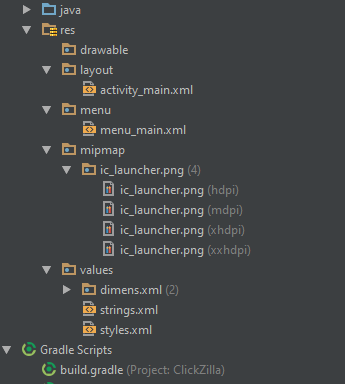 java
res
drawable
layout
activity_main.xml
menu
menu_main.xml
mipmap
ic_launcher.png (4)
ic_launcher.png (hdpi)
ic_launcher.png (mdpi)
ic_launcher.png (xhdpi)
ic_launcher.png (xxhdpi)
values
dimens.xml (2)
strings.xml
styles.xml
Gradle Scripts
build.gradle (Project: ClickZilla)